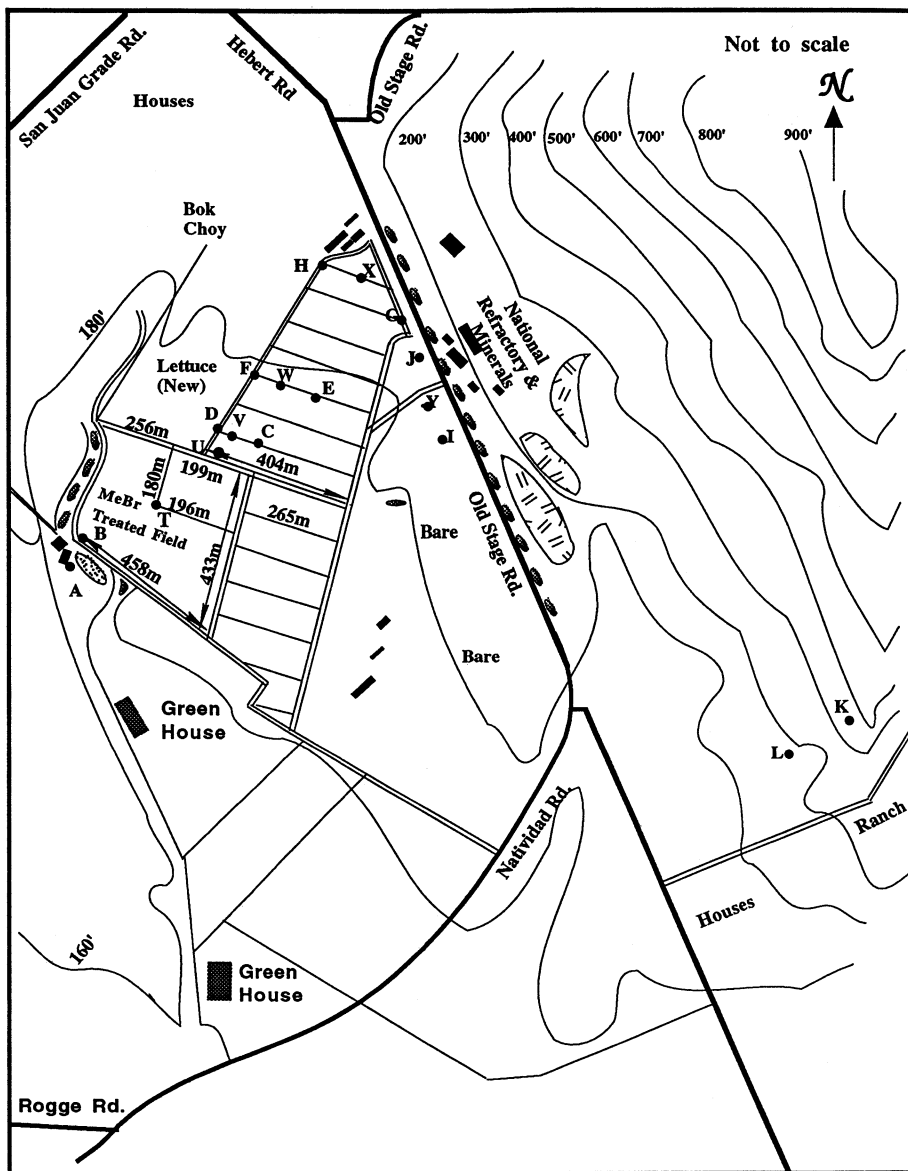 San Juan Grade Rd.
Hebert Rd
Old Stage Rd.
Not to scale
N
Houses
200'
300'
400'
500'
600'
700'
800'
900'
Bok
Choy
H
X
G
National
Refractory &
Minerals
180'
J
Lettuce
(New)
F
W
E
Y
D
V
C
I
U
256m
404m
199m
180m
MeBr
196m
265m
T
Treated Field
B
433m
458m
Bare
Old Stage Rd.
A
Bare
Green
House
K
L
Natividad Rd.
Ranch
Houses
160'
Green
House
Rogge Rd.